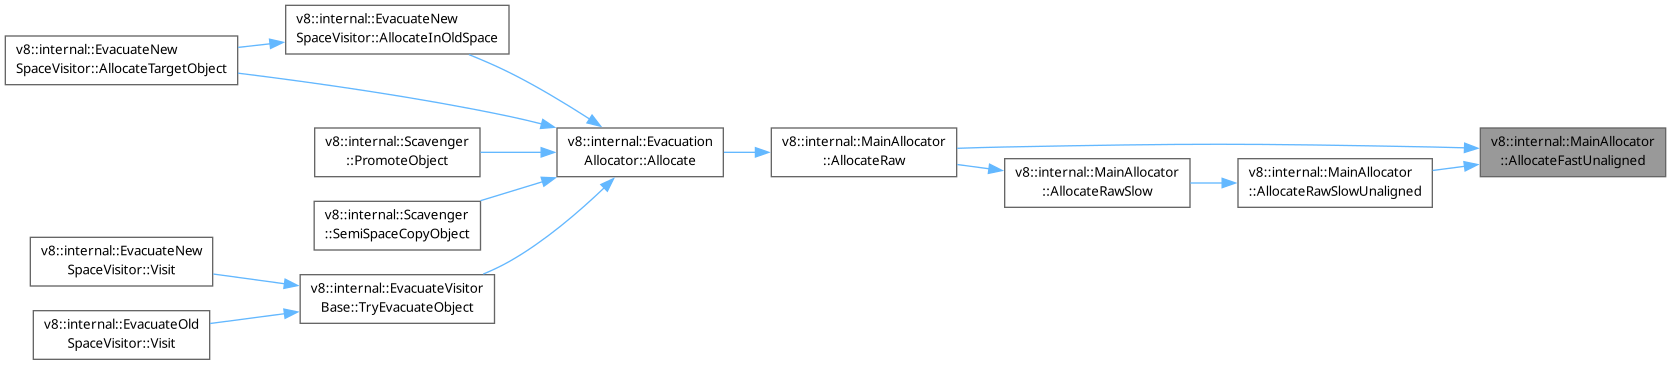 v8::internal::EvacuateNew
SpaceVisitor::AllocateInOldSpace
v8::internal::EvacuateNew
SpaceVisitor::AllocateTargetObject
v8::internal::Scavenger
::PromoteObject
v8::internal::Evacuation
Allocator::Allocate
v8::internal::MainAllocator
::AllocateRaw
v8::internal::MainAllocator
::AllocateFastUnaligned
v8::internal::MainAllocator
::AllocateRawSlow
v8::internal::MainAllocator
::AllocateRawSlowUnaligned
v8::internal::Scavenger
::SemiSpaceCopyObject
v8::internal::EvacuateNew
SpaceVisitor::Visit
v8::internal::EvacuateVisitor
Base::TryEvacuateObject
v8::internal::EvacuateOld
SpaceVisitor::Visit